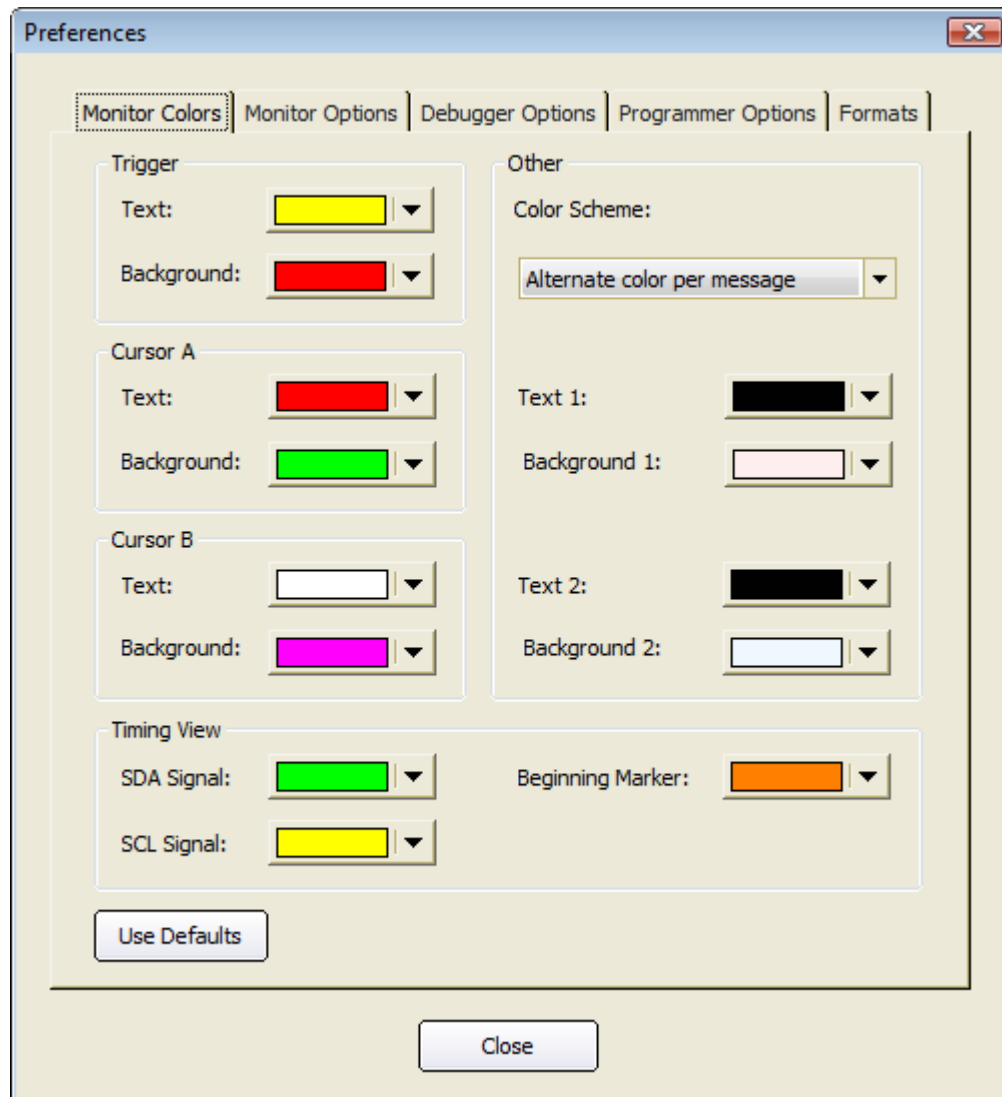 Preferences
Monitor Colors Monitor Options Debugger Options Programmer Options Formats
Trigger
Text:
Background:
Cursor A
Text:
Background:
Cursor B
Text:
Background:
Other
Color Scheme:
Alternate color per message
Text 1:
Background 1:
Text 2:
Background 2:
Timing View
SDA Signal:
Beginning Marker:
SCL Signal:
Use Defaults
Close